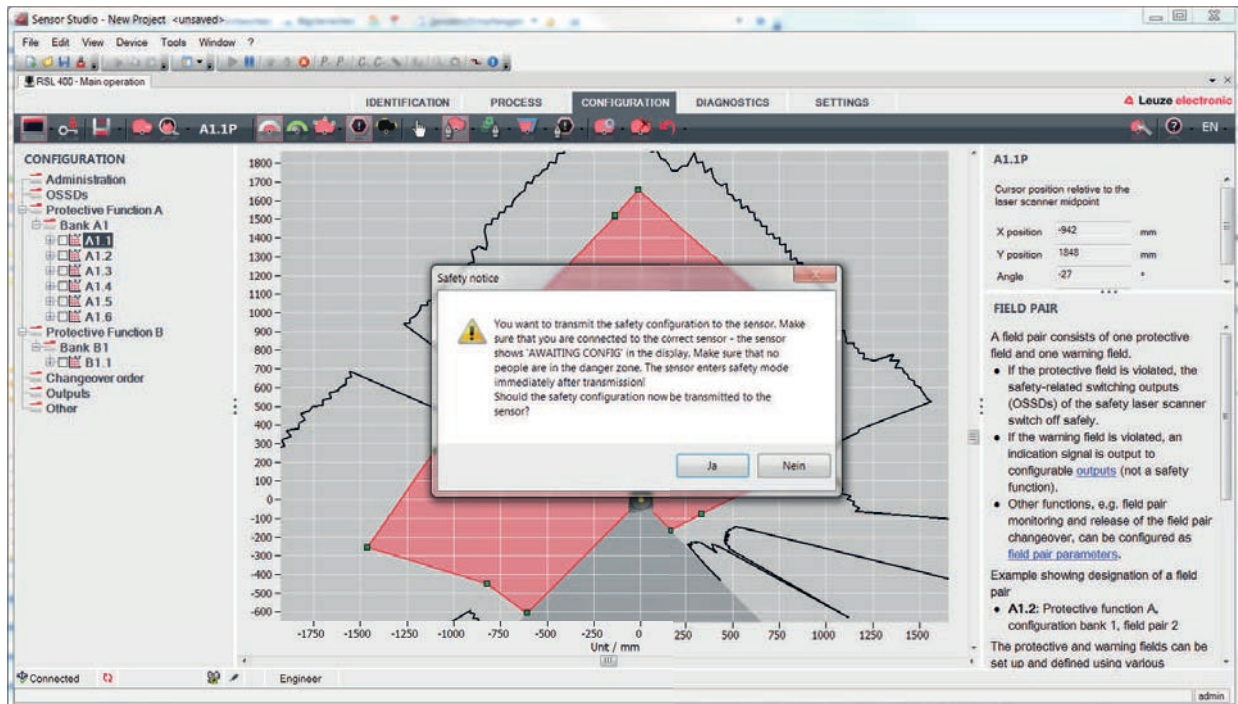 Sensor Studio - New Project <unsaved>
File Edit View Device Tools Window ?
RSL 400 - Main operation
IDENTIFICATION PROCESS CONFIGURATION DIAGNOSTICS SETTINGS
Leuze electronic
A1.1P
EN
CONFIGURATION
Administration
OSSDs
Protective Function A
Bank A1
A1.1
A1.2
A1.3
A1.4
A1.5
A1.6
Protective Function B
Bank B1
B1.1
Changeover order
Outputs
Other
1800
1700
1600
1500
1400
1300
1200
1100
1000
900
800
700
600
500
400
300
200
100
0
-100
-200
-300
-400
-500
-600
-1750 -1500 -1250 -1000 -750 -500 -250 0 250 500 750 1000 1250 1500
Unt / mm
Safety notice
You want to transmit the safety configuration to the sensor. Make
sure that you are connected to the correct sensor - the sensor
shows 'AWAITING CONFIG' in the display. Make sure that no
people are in the danger zone. The sensor enters safety mode
immediately after transmission!
Should the safety configuration now be transmitted to the
sensor?
Ja Nein
A1.1P
Cursor position reletive to the
laser scanner midpoint
X position -942 mm
Y position 1848 mm
Angle -27 °
FIELD PAIR
A field pair consists of one protective
field and one warning field.
• If the protective field is violated, the
safety-related switching outputs
(OSSDs) of the safety laser scanner
switch off safely.
• If the warning field is violated, an
indication signal is output to
configurable outputs (not a safety
function).
• Other functions, e.g. field pair
monitoring and release of the field pair
changeover, can be configured as
field pair parameters.
Example showing designation of a field
pair
• A1.2: Protective function A,
configuration bank 1, field pair 2
The protective and warning fields can be
set up and defined using various
Connected
Engineer
admin